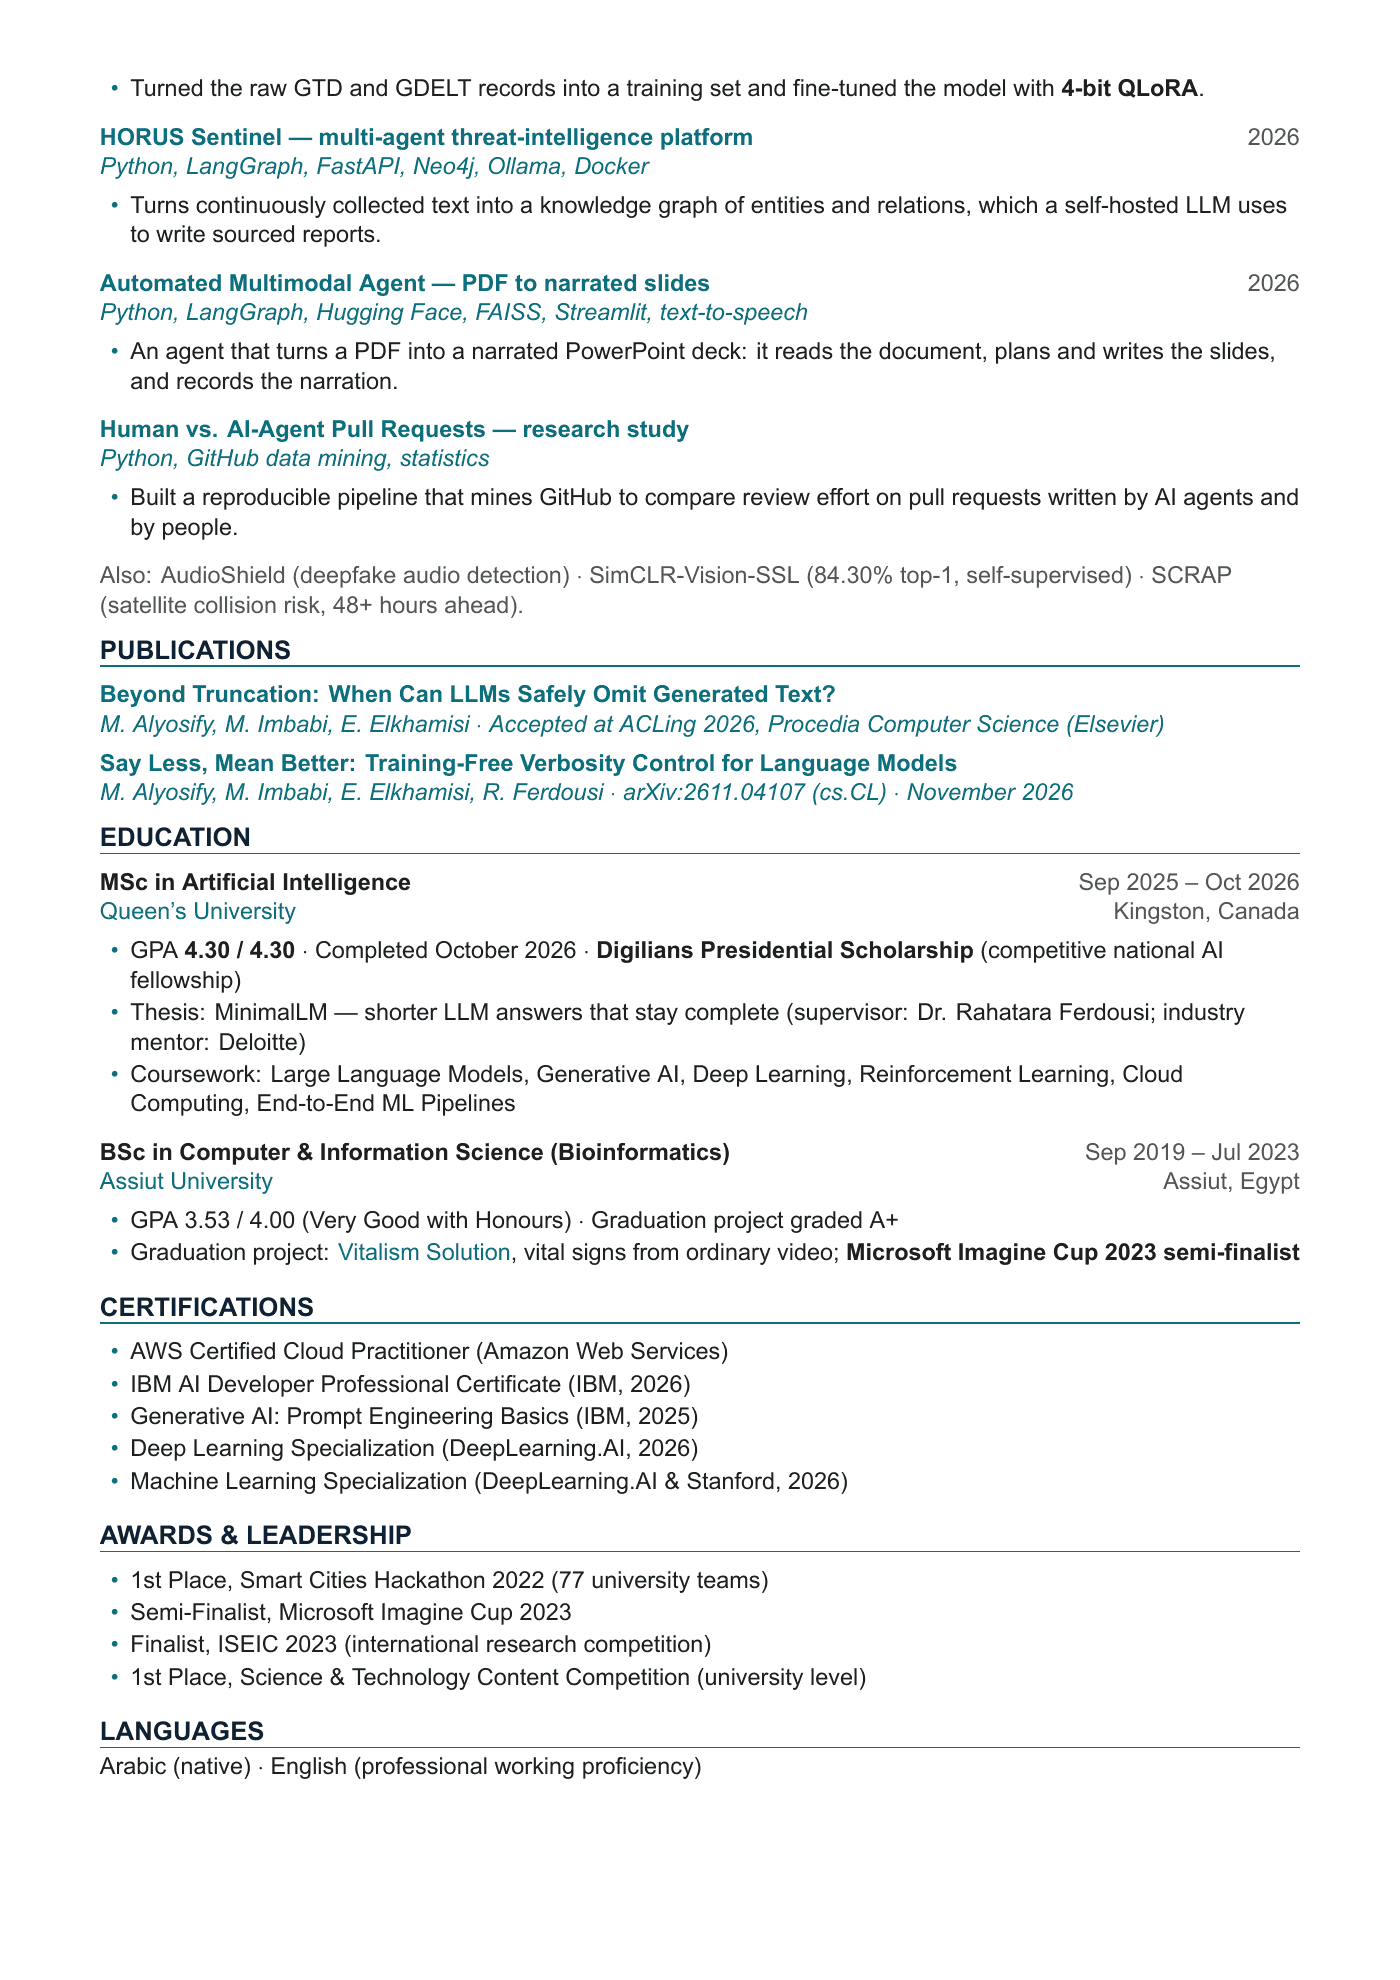 • Turned the raw GTD and GDELT records into a training set and fine-tuned the model with 4-bit QLoRA.
HORUS Sentinel — multi-agent threat-intelligence platform 2026
Python, LangGraph, FastAPI, Neo4j, Ollama, Docker
• Turns continuously collected text into a knowledge graph of entities and relations, which a self-hosted LLM uses
to write sourced reports.
Automated Multimodal Agent — PDF to narrated slides 2026
Python, LangGraph, Hugging Face, FAISS, Streamlit, text-to-speech
• An agent that turns a PDF into a narrated PowerPoint deck: it reads the document, plans and writes the slides,
and records the narration.
Human vs. AI-Agent Pull Requests — research study
Python, GitHub data mining, statistics
• Built a reproducible pipeline that mines GitHub to compare review effort on pull requests written by AI agents and
by people.
Also: AudioShield (deepfake audio detection) · SimCLR-Vision-SSL (84.30% top-1, self-supervised) · SCRAP
(satellite collision risk, 48+ hours ahead).
PUBLICATIONS
Beyond Truncation: When Can LLMs Safely Omit Generated Text?
M. Alyosify, M. Imbabi, E. Elkhamisi · Accepted at ACLing 2026, Procedia Computer Science (Elsevier)
Say Less, Mean Better: Training-Free Verbosity Control for Language Models
M. Alyosify, M. Imbabi, E. Elkhamisi, R. Ferdousi · arXiv:2611.04107 (cs.CL) · November 2026
EDUCATION
MSc in Artificial Intelligence Sep 2025 – Oct 2026
Queen's University Kingston, Canada
• GPA 4.30 / 4.30 · Completed October 2026 · Digilians Presidential Scholarship (competitive national AI
fellowship)
• Thesis: MinimalLM — shorter LLM answers that stay complete (supervisor: Dr. Rahatara Ferdousi; industry
mentor: Deloitte)
• Coursework: Large Language Models, Generative AI, Deep Learning, Reinforcement Learning, Cloud
Computing, End-to-End ML Pipelines
BSc in Computer & Information Science (Bioinformatics) Sep 2019 – Jul 2023
Assiut University Assiut, Egypt
• GPA 3.53 / 4.00 (Very Good with Honours) · Graduation project graded A+
• Graduation project: Vitalism Solution, vital signs from ordinary video; Microsoft Imagine Cup 2023 semi-finalist
CERTIFICATIONS
• AWS Certified Cloud Practitioner (Amazon Web Services)
• IBM AI Developer Professional Certificate (IBM, 2026)
• Generative AI: Prompt Engineering Basics (IBM, 2025)
• Deep Learning Specialization (DeepLearning.AI, 2026)
• Machine Learning Specialization (DeepLearning.AI & Stanford, 2026)
AWARDS & LEADERSHIP
• 1st Place, Smart Cities Hackathon 2022 (77 university teams)
• Semi-Finalist, Microsoft Imagine Cup 2023
• Finalist, ISEIC 2023 (international research competition)
• 1st Place, Science & Technology Content Competition (university level)
LANGUAGES
Arabic (native) · English (professional working proficiency)